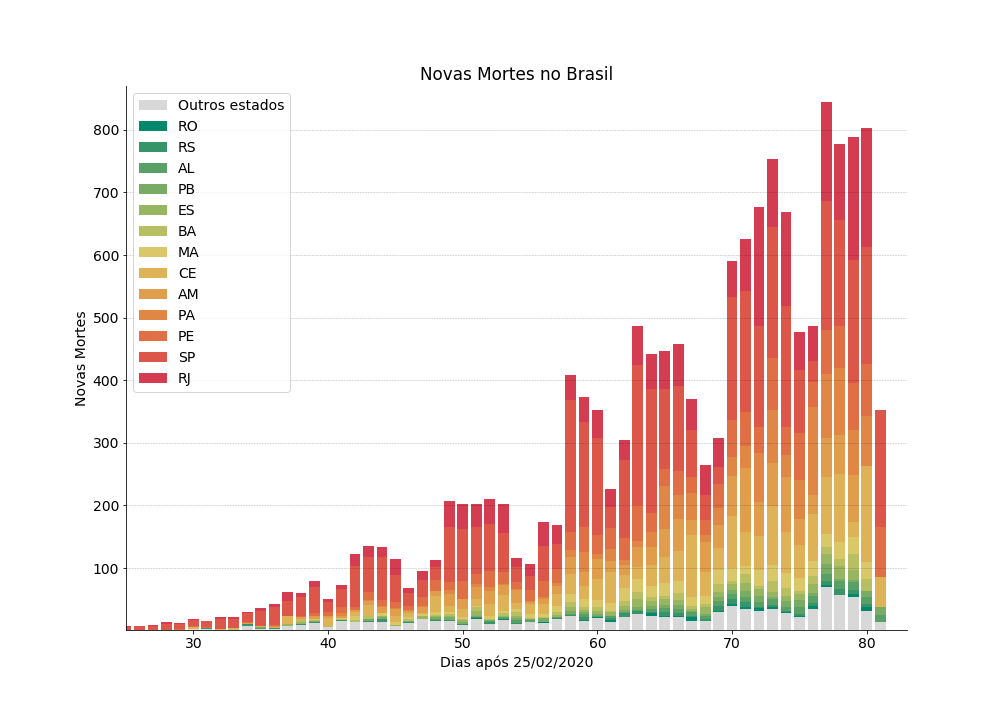 Novas Mortes no Brasil
Outros estados
RO
RS
AL
PB
ES
BA
MA
CE
AM
PA
PE
SP
RJ
800
700
600
500
400
300
200
100
Novas Mortes
30 40 50 60 70 80
Dias após 25/02/2020